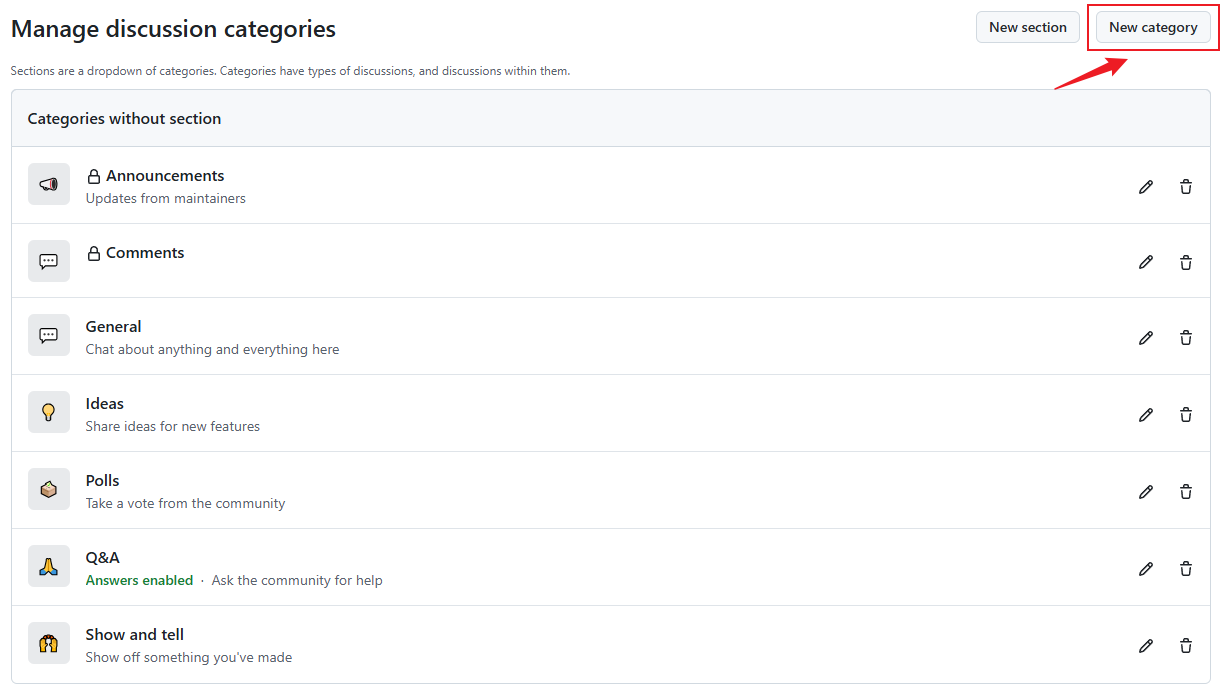 Manage discussion categories
New section
New category
Sections are a dropdown of categories. Categories have types of discussions, and discussions within them.
Categories without section
Announcements
Updates from maintainers
Comments
General
Chat about anything and everything here
Ideas
Share ideas for new features
Polls
Take a vote from the community
Q&A
Answers enabled · Ask the community for help
Show and tell
Show off something you've made